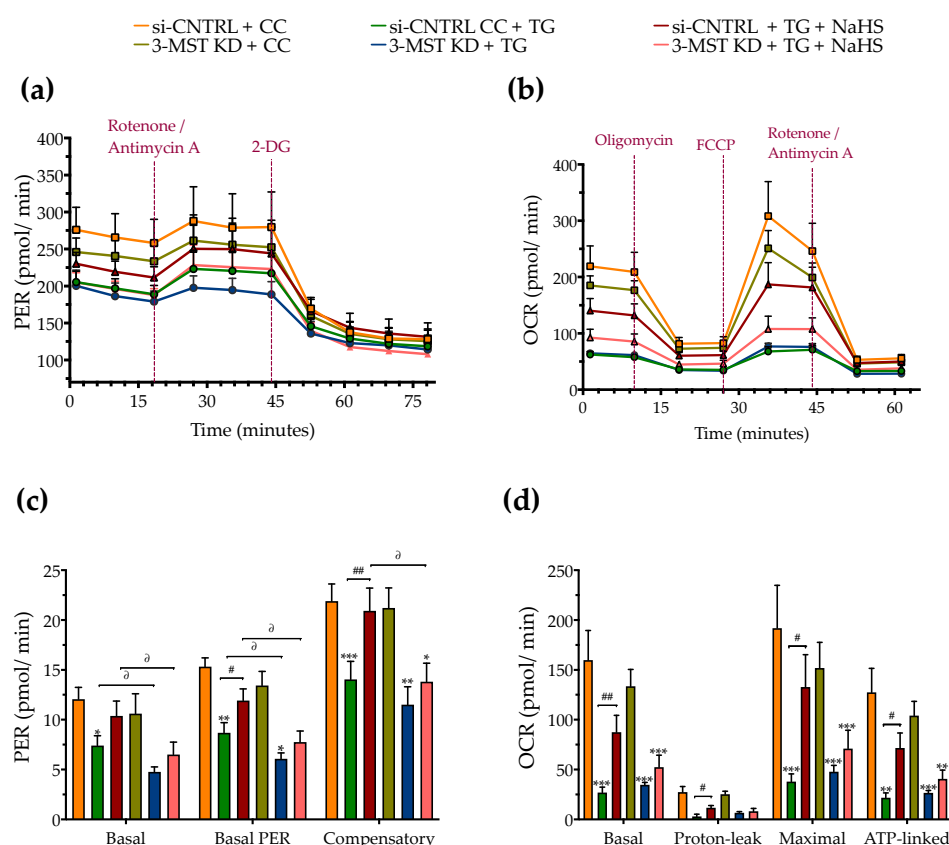 si-CNTRL + CC si-CNTRL CC + TG si-CNTRL + TG + NaHS
3-MST KD + CC 3-MST KD + TG 3-MST KD + TG + NaHS
(a)
Rotenone /
Antimycin A
2-DG
PER (pmol/ min)
400
350
300
250
200
150
100
0 15 30 45 60 75
Time (minutes)
(b)
Oligomycin
FCCP
Rotenone /
Antimycin A
OCR (pmol/ min)
400
300
200
100
0
0 15 30 45 60
Time (minutes)
(c)
PER (pmol/ min)
25
20
15
10
5
0
* ∂ ∂
** # ∂ * ∂
*** ## ** ∂ *
Basal Basal PER Compensatory
(d)
OCR (pmol/ min)
250
200
150
100
50
0
*** ## *** ***
#
*** # *** ***
** # *** **
Basal Proton-leak Maximal ATP-linked